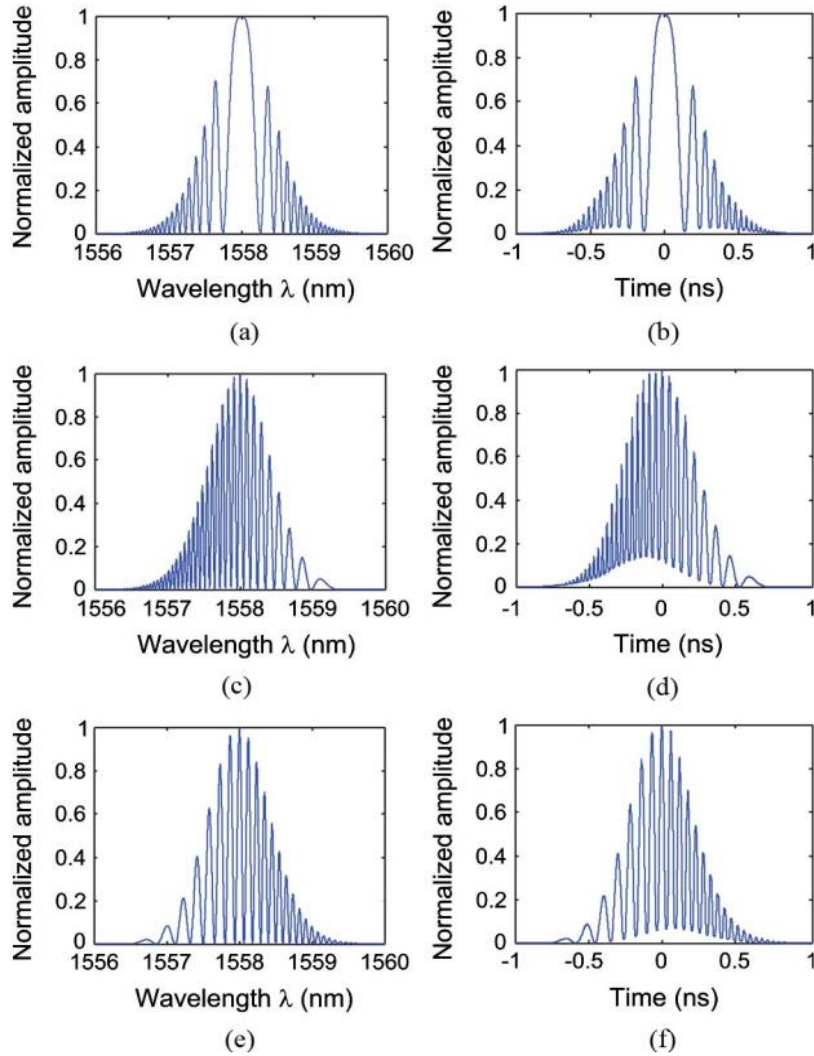 Normalized amplitude
1
0.8
0.6
0.4
0.2
0
1556 1557 1558 1559 1560
Wavelength λ (nm)
(a)
Normalized amplitude
1
0.8
0.6
0.4
0.2
0
-1 -0.5 0 0.5 1
Time (ns)
(b)
Normalized amplitude
1
0.8
0.6
0.4
0.2
0
1556 1557 1558 1559 1560
Wavelength λ (nm)
(c)
Normalized amplitude
1
0.8
0.6
0.4
0.2
0
-1 -0.5 0 0.5 1
Time (ns)
(d)
Normalized amplitude
1
0.8
0.6
0.4
0.2
0
1556 1557 1558 1559 1560
Wavelength λ (nm)
(e)
Normalized amplitude
1
0.8
0.6
0.4
0.2
0
-1 -0.5 0 0.5 1
Time (ns)
(f)